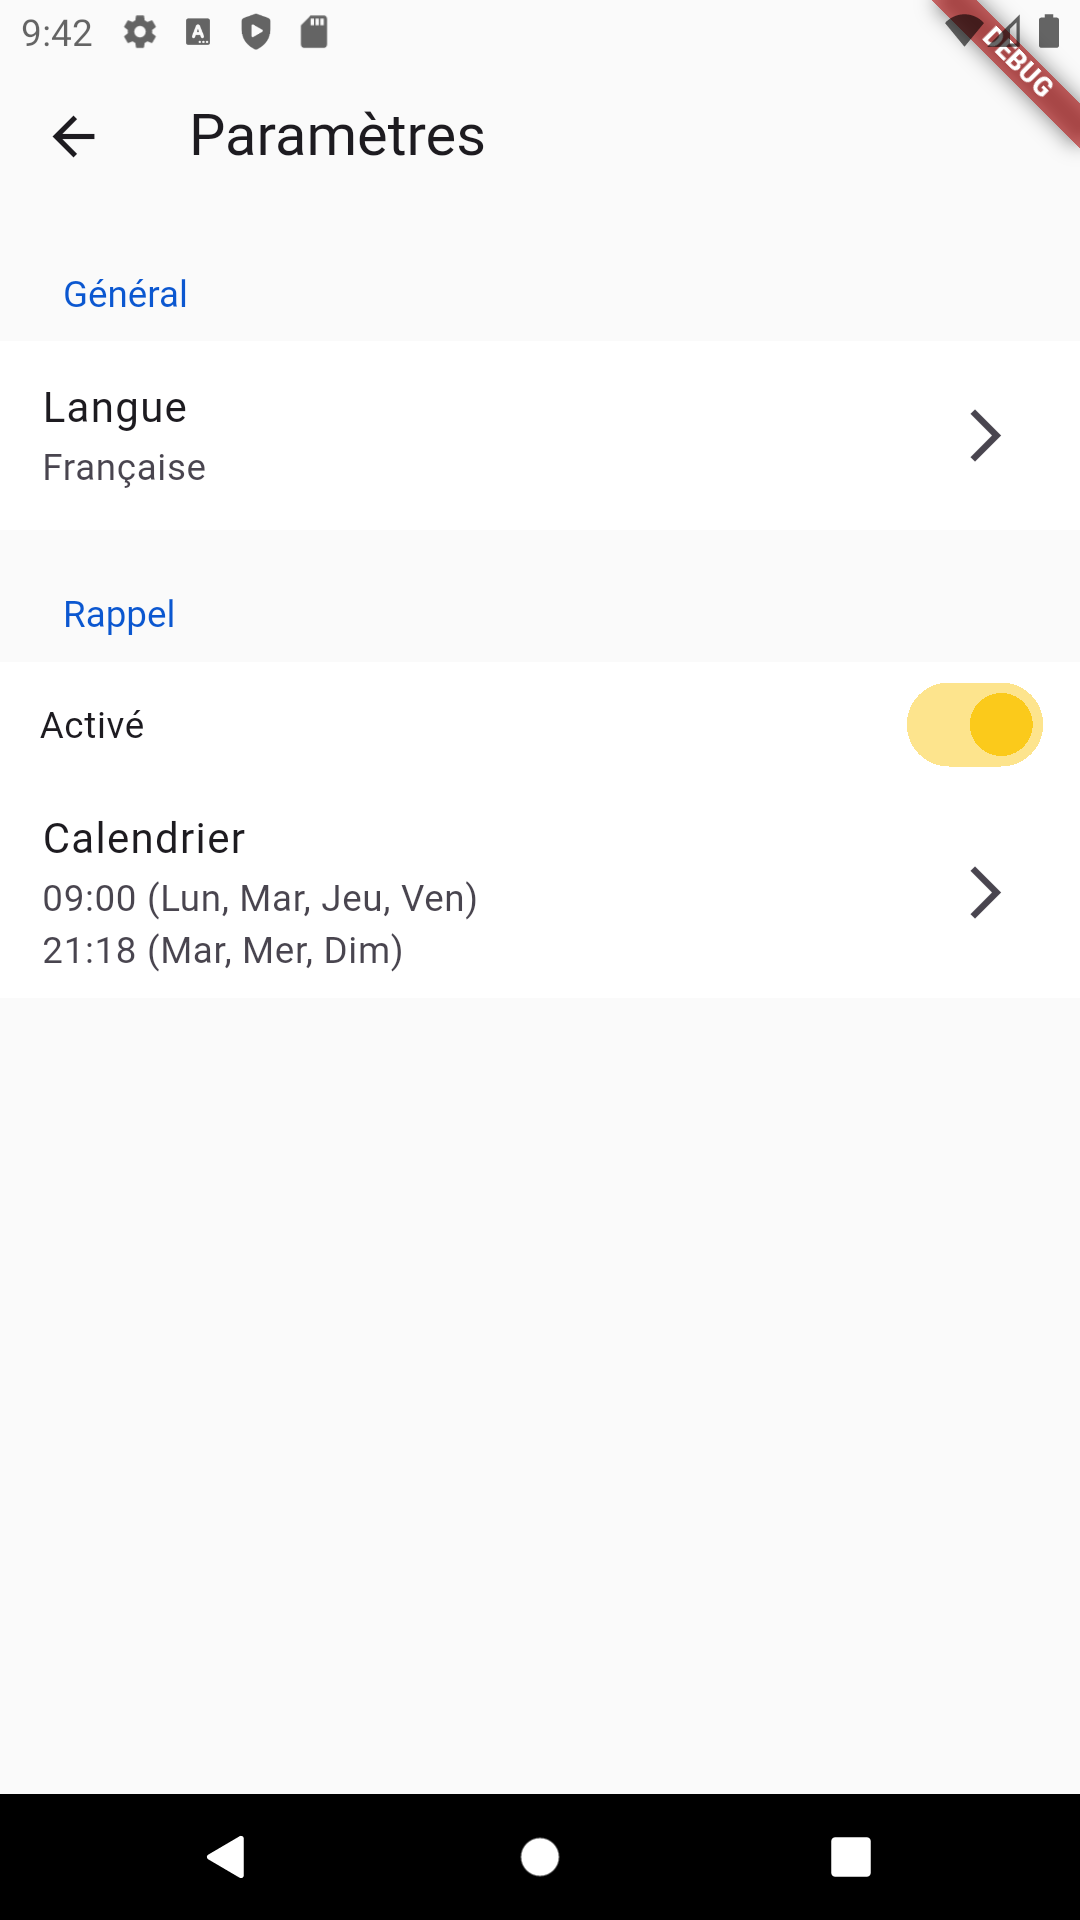 9:42
DEBUG
Paramètres
Général
Langue
Française
Rappel
Activé
Calendrier
09:00 (Lun, Mar, Jeu, Ven)
21:18 (Mar, Mer, Dim)